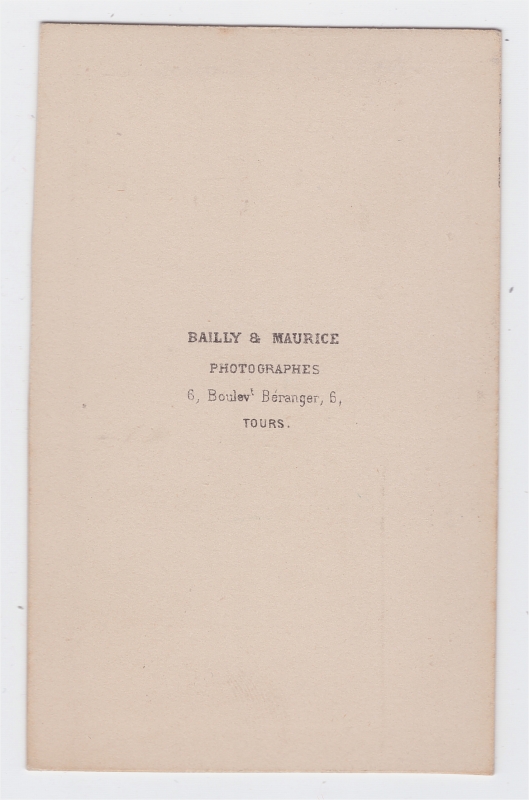 BAILLY & MAURICE
PHOTOGRAPHES
6, Boulevt Béranger, 6,
TOURS.